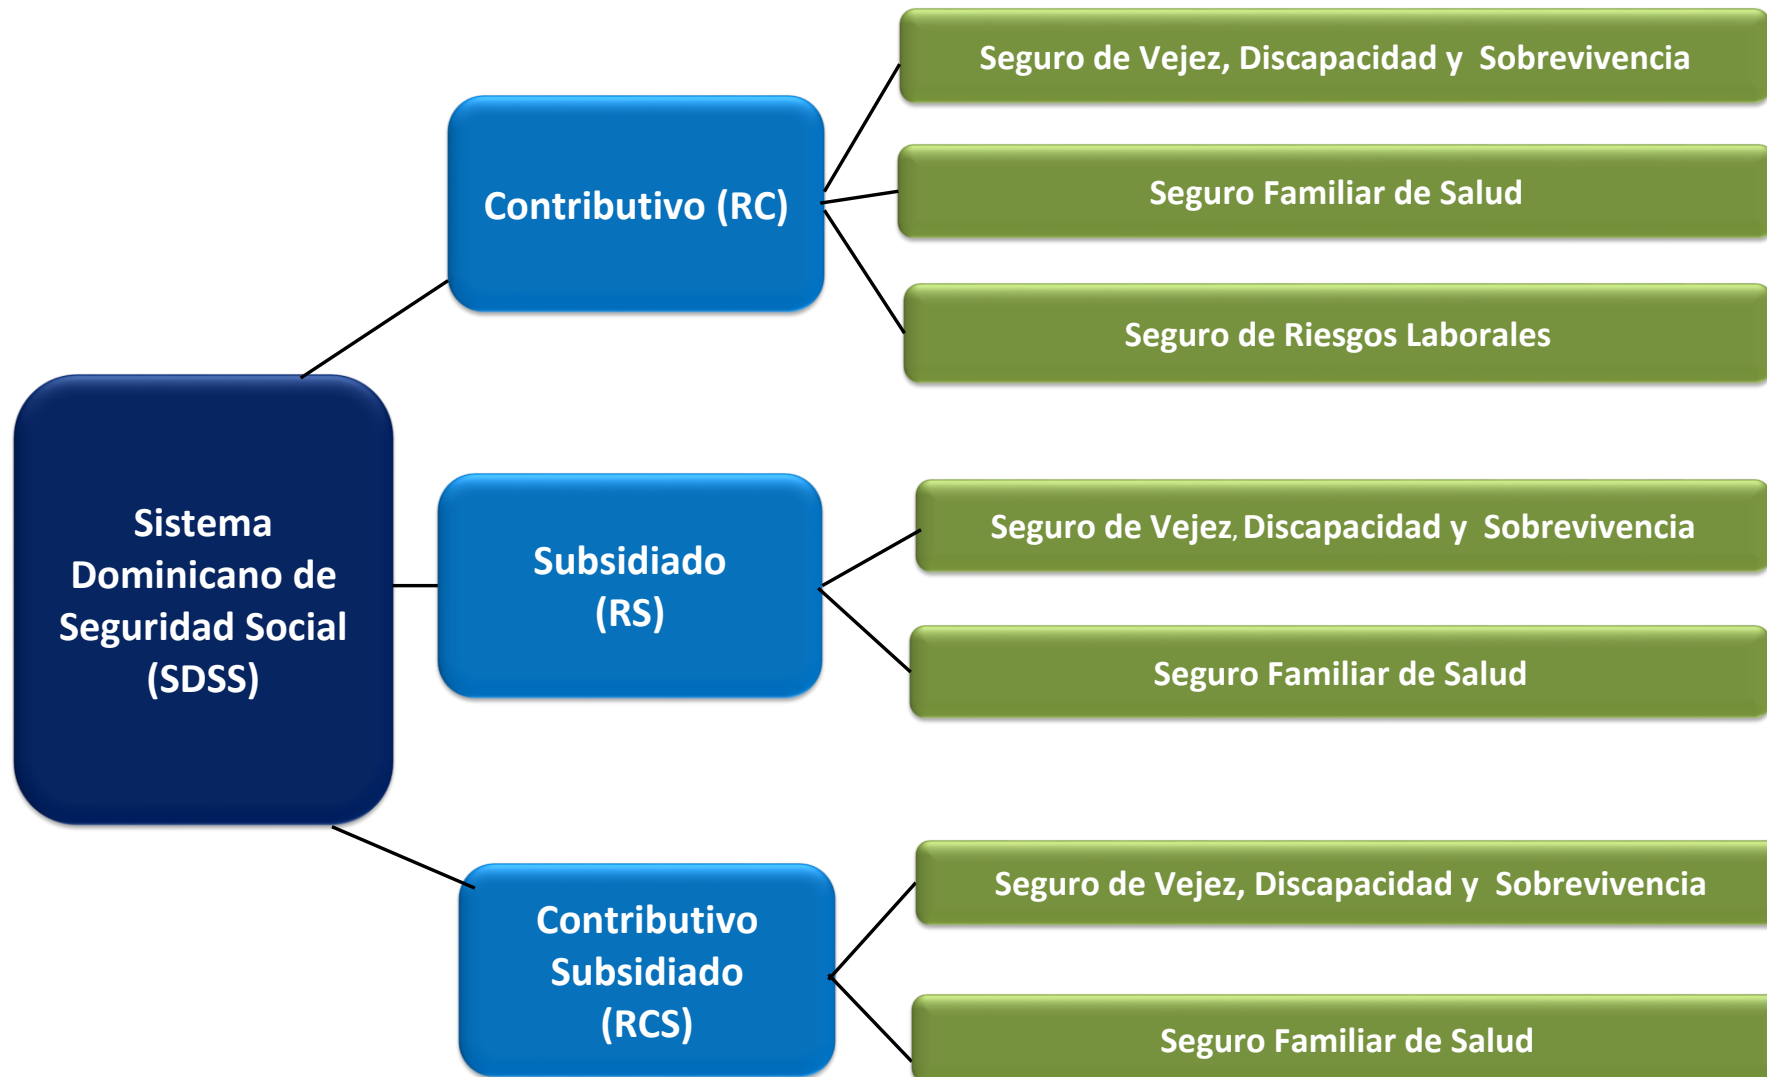 Sistema
Dominicano de
Seguridad Social
(SDSS)
Contributivo (RC)
Seguro de Vejez, Discapacidad y  Sobrevivencia
Seguro Familiar de Salud
Seguro de Riesgos Laborales
Subsidiado
(RS)
Seguro de Vejez, Discapacidad y  Sobrevivencia
Seguro Familiar de Salud
Contributivo
Subsidiado
(RCS)
Seguro de Vejez, Discapacidad y  Sobrevivencia
Seguro Familiar de Salud